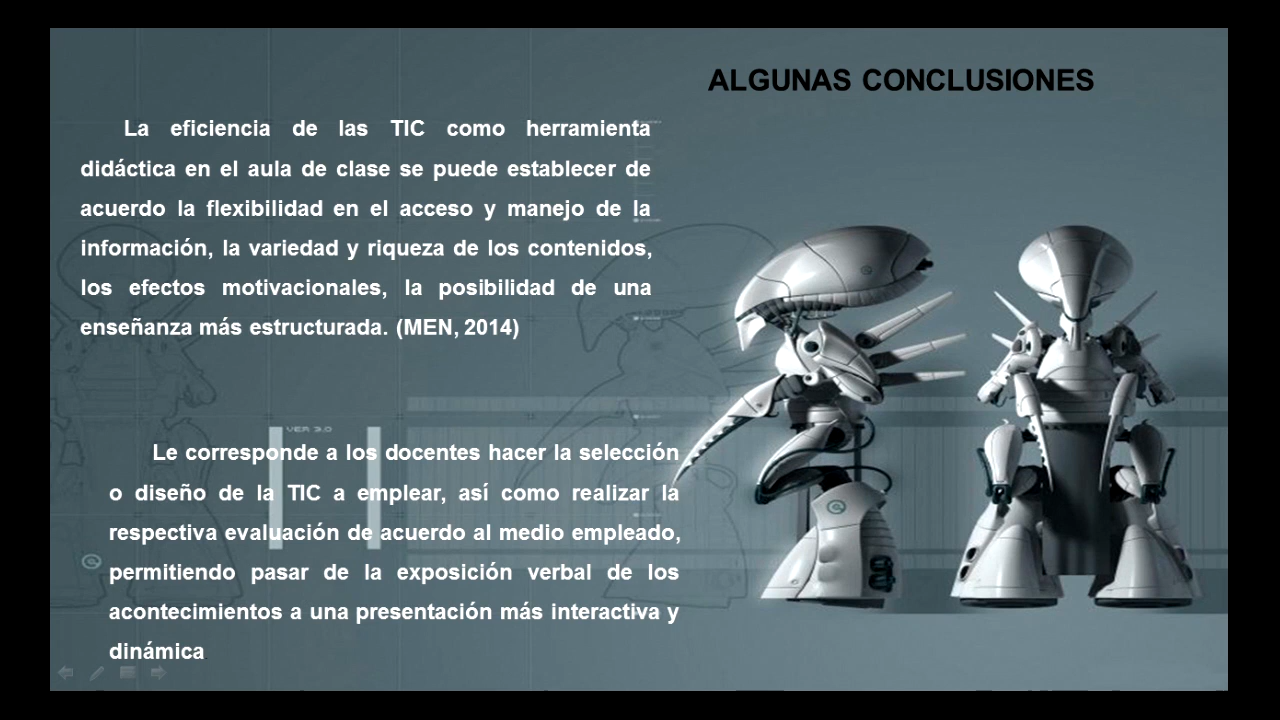 ALGUNAS CONCLUSIONES
La eficiencia de las TIC como herramienta
didáctica en el aula de clase se puede establecer de
acuerdo la flexibilidad en el acceso y manejo de la
información, la variedad y riqueza de los contenidos,
los efectos motivacionales, la posibilidad de una
enseñanza más estructurada. (MEN, 2014)
VER 3.0
Le corresponde a los docentes hacer la selección
o diseño de la TIC a emplear, así como realizar la
respectiva evaluación de acuerdo al medio empleado,
permitiendo pasar de la exposición verbal de los
acontecimientos a una presentación más interactiva y
dinámica